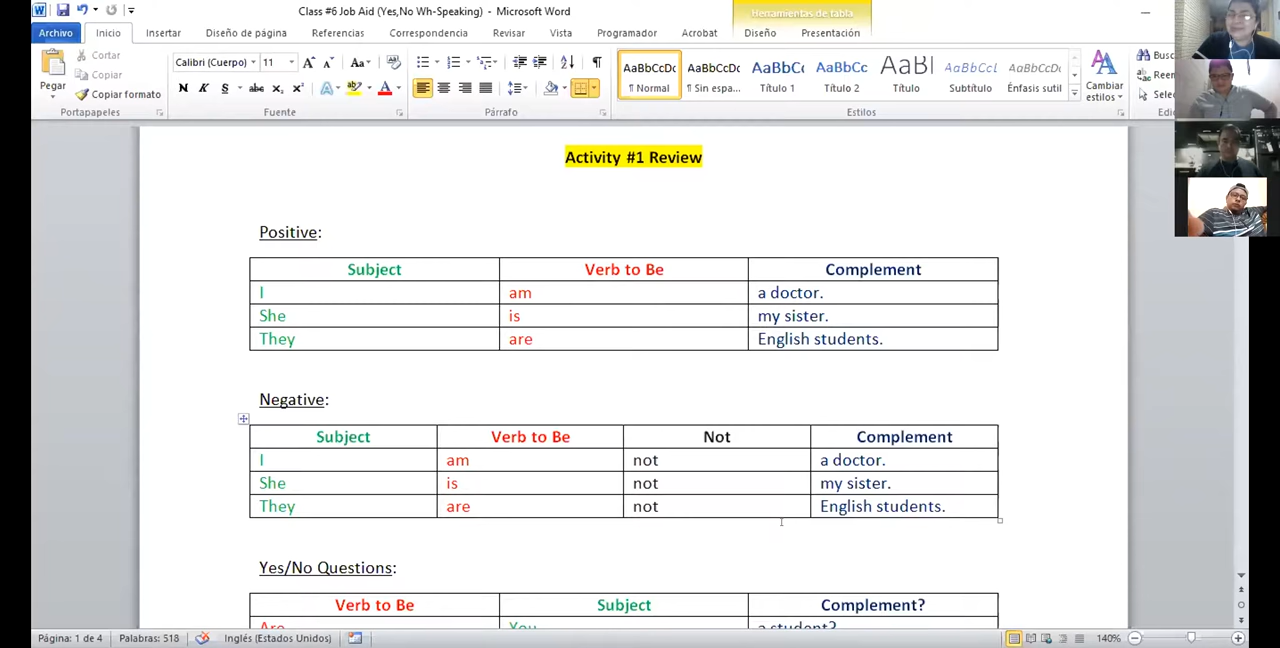 Class #6 Job Aid (Yes,No Wh-Speaking) - Microsoft Word
Herramientas de tabla
Archivo Inicio Insertar Diseño de página Referencias Correspondencia Revisar Vista Programador Acrobat Diseño Presentación
Pegar
Cortar
Copiar
Copiar formato
Portapapeles
Calibri (Cuerpo) 11
Fuente
Párrafo
AaBbCcDc AaBbCcDc AaBbCc AaBbCc AaBl AaBbCcL AaBbCcDc
¶ Normal ¶ Sin espa... Título 1 Título 2 Título Subtítulo Énfasis sutil
Cambiar estilos
Estilos
Activity #1 Review
Positive:
Subject Verb to Be Complement
I am a doctor.
She is my sister.
They are English students.
Negative:
Subject Verb to Be Not Complement
I am not a doctor.
She is not my sister.
They are not English students.
Yes/No Questions:
Verb to Be Subject Complement?
Are You a student?
Página: 1 de 4 Palabras: 518 Inglés (Estados Unidos) 140%